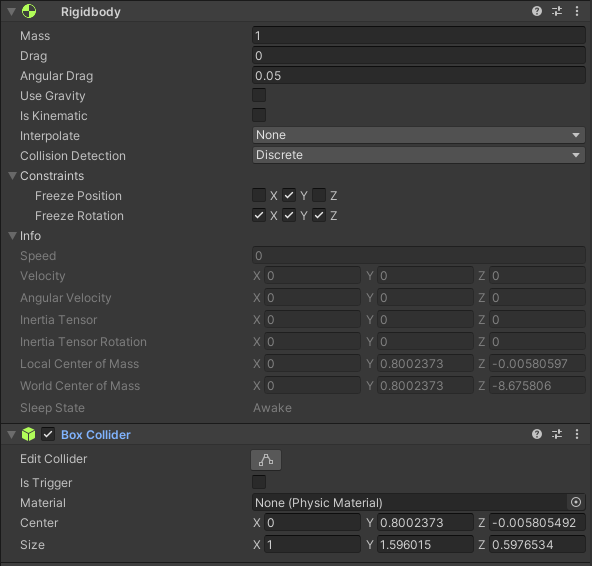 Rigidbody
Mass 1
Drag 0
Angular Drag 0.05
Use Gravity
Is Kinematic
Interpolate None
Collision Detection Discrete
Constraints
Freeze Position X Y Z
Freeze Rotation X Y Z
Info
Speed 0
Velocity X 0 Y 0 Z 0
Angular Velocity X 0 Y 0 Z 0
Inertia Tensor X 0 Y 0 Z 0
Inertia Tensor Rotation X 0 Y 0 Z 0
Local Center of Mass X 0 Y 0.8002373 Z -0.00580597
World Center of Mass X 0 Y 0.8002373 Z -8.675806
Sleep State Awake
Box Collider
Edit Collider
Is Trigger
Material None (Physic Material)
Center X 0 Y 0.8002373 Z -0.005805492
Size X 1 Y 1.596015 Z 0.5976534